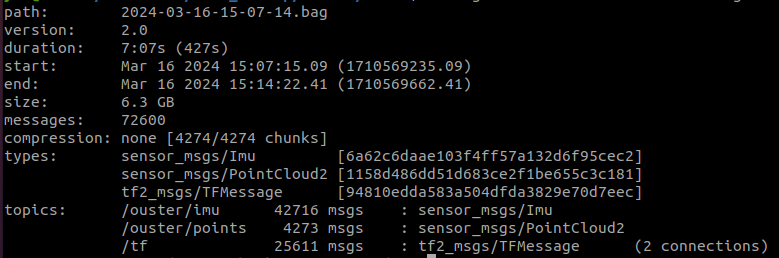 path: 2024-03-16-15-07-14.bag
version: 2.0
duration: 7:07s (427s)
start: Mar 16 2024 15:07:15.09 (1710569235.09)
end: Mar 16 2024 15:14:22.41 (1710569662.41)
size: 6.3 GB
messages: 72600
compression: none [4274/4274 chunks]
types: sensor_msgs/Imu [6a62c6daae103f4ff57a132d6f95cec2]
sensor_msgs/PointCloud2 [1158d486dd51d683ce2f1be655c3c181]
tf2_msgs/TFMessage [94810edda583a504dfda3829e70d7eec]
topics: /ouster/imu 42716 msgs : sensor_msgs/Imu
/ouster/points 4273 msgs : sensor_msgs/PointCloud2
/tf 25611 msgs : tf2_msgs/TFMessage (2 connections)